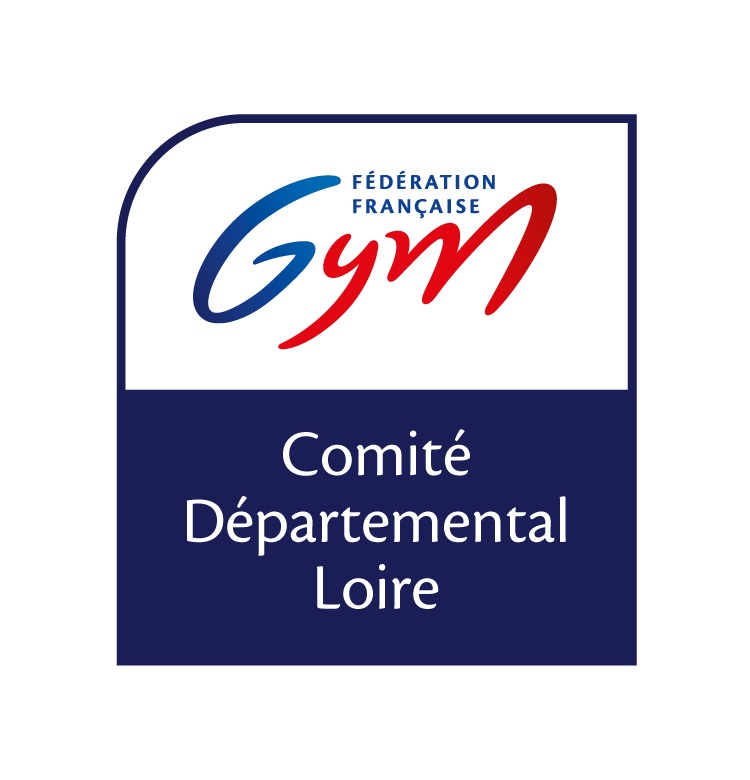 FÉDÉRATION
FRANÇAISE
Gym
Comité
Départemental
Loire